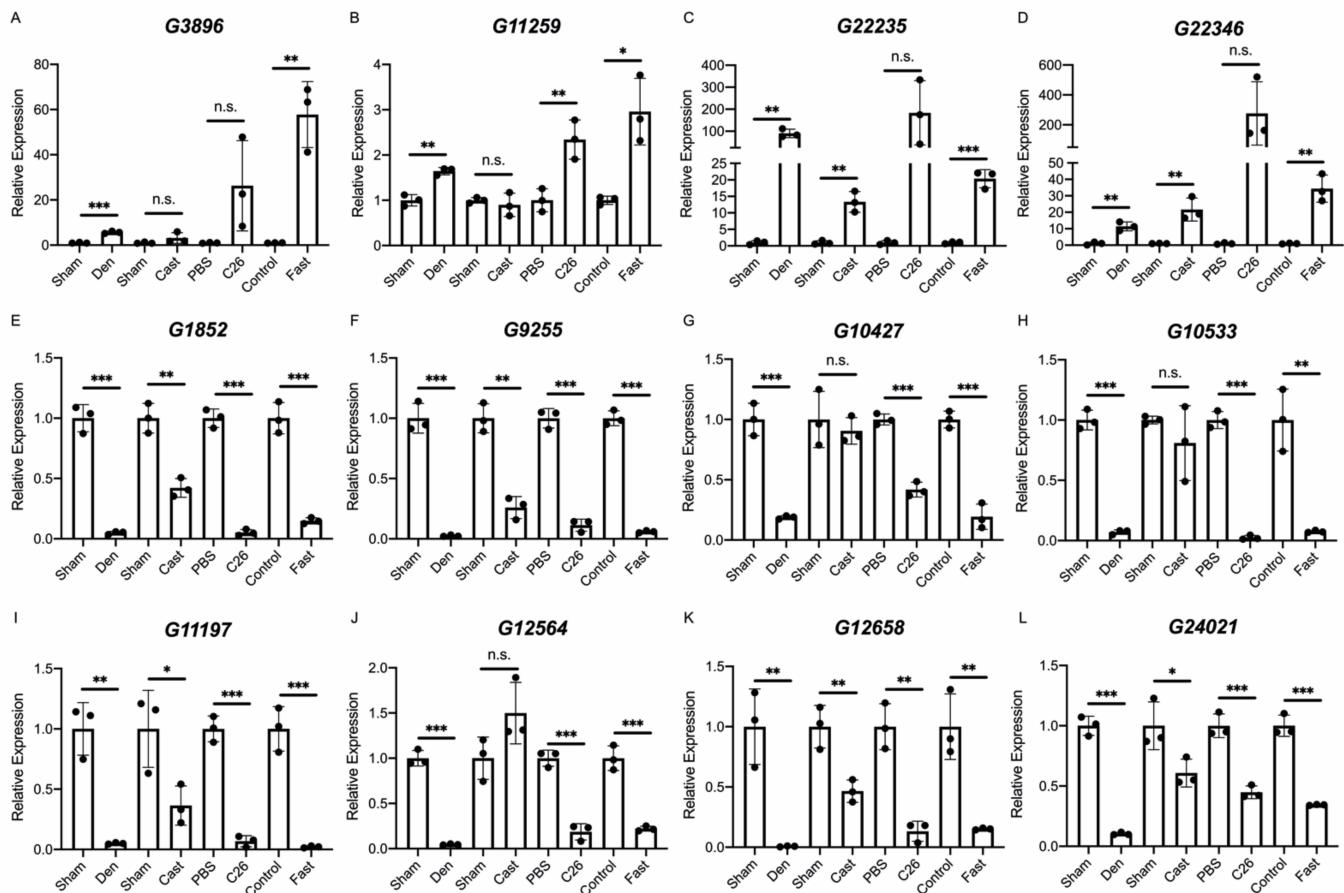 A
G3896
Relative Expression
80
60
40
20
0
***
n.s.
n.s.
**
Sham
Den
Sham
Cast
PBS
C26
Control
Fast
B
G11259
Relative Expression
4
3
2
1
0
**
n.s.
**
*
Sham
Den
Sham
Cast
PBS
C26
Control
Fast
C
G22235
Relative Expression
400
300
200
100
25
20
15
10
5
0
**
**
n.s.
***
Sham
Den
Sham
Cast
PBS
C26
Control
Fast
D
G22346
Relative Expression
600
400
200
50
40
30
20
10
0
**
**
n.s.
**
Sham
Den
Sham
Cast
PBS
C26
Control
Fast
E
G1852
Relative Expression
1.5
1.0
0.5
0.0
***
**
***
***
Sham
Den
Sham
Cast
PBS
C26
Control
Fast
F
G9255
Relative Expression
1.5
1.0
0.5
0.0
***
**
***
***
Sham
Den
Sham
Cast
PBS
C26
Control
Fast
G
G10427
Relative Expression
1.5
1.0
0.5
0.0
***
n.s.
***
***
Sham
Den
Sham
Cast
PBS
C26
Control
Fast
H
G10533
Relative Expression
1.5
1.0
0.5
0.0
***
n.s.
***
**
Sham
Den
Sham
Cast
PBS
C26
Control
Fast
I
G11197
Relative Expression
1.5
1.0
0.5
0.0
**
*
***
***
Sham
Den
Sham
Cast
PBS
C26
Control
Fast
J
G12564
Relative Expression
2.0
1.5
1.0
0.5
0.0
***
n.s.
***
***
Sham
Den
Sham
Cast
PBS
C26
Control
Fast
K
G12658
Relative Expression
1.5
1.0
0.5
0.0
**
**
**
**
Sham
Den
Sham
Cast
PBS
C26
Control
Fast
L
G24021
Relative Expression
1.5
1.0
0.5
0.0
***
*
***
***
Sham
Den
Sham
Cast
PBS
C26
Control
Fast